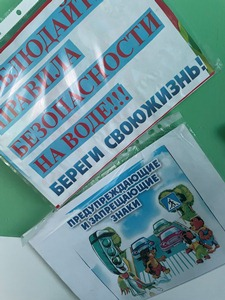 ПРАВИЛА
БЕЗОПАСНОСТИ
НА ВОДЕ!!!
БЕРЕГИ СВОЮЖИЗНЬ!
ПРЕДУПРЕЖДАЮЩИЕ
И ЗАПРЕЩАЮЩИЕ
ЗНАКИ